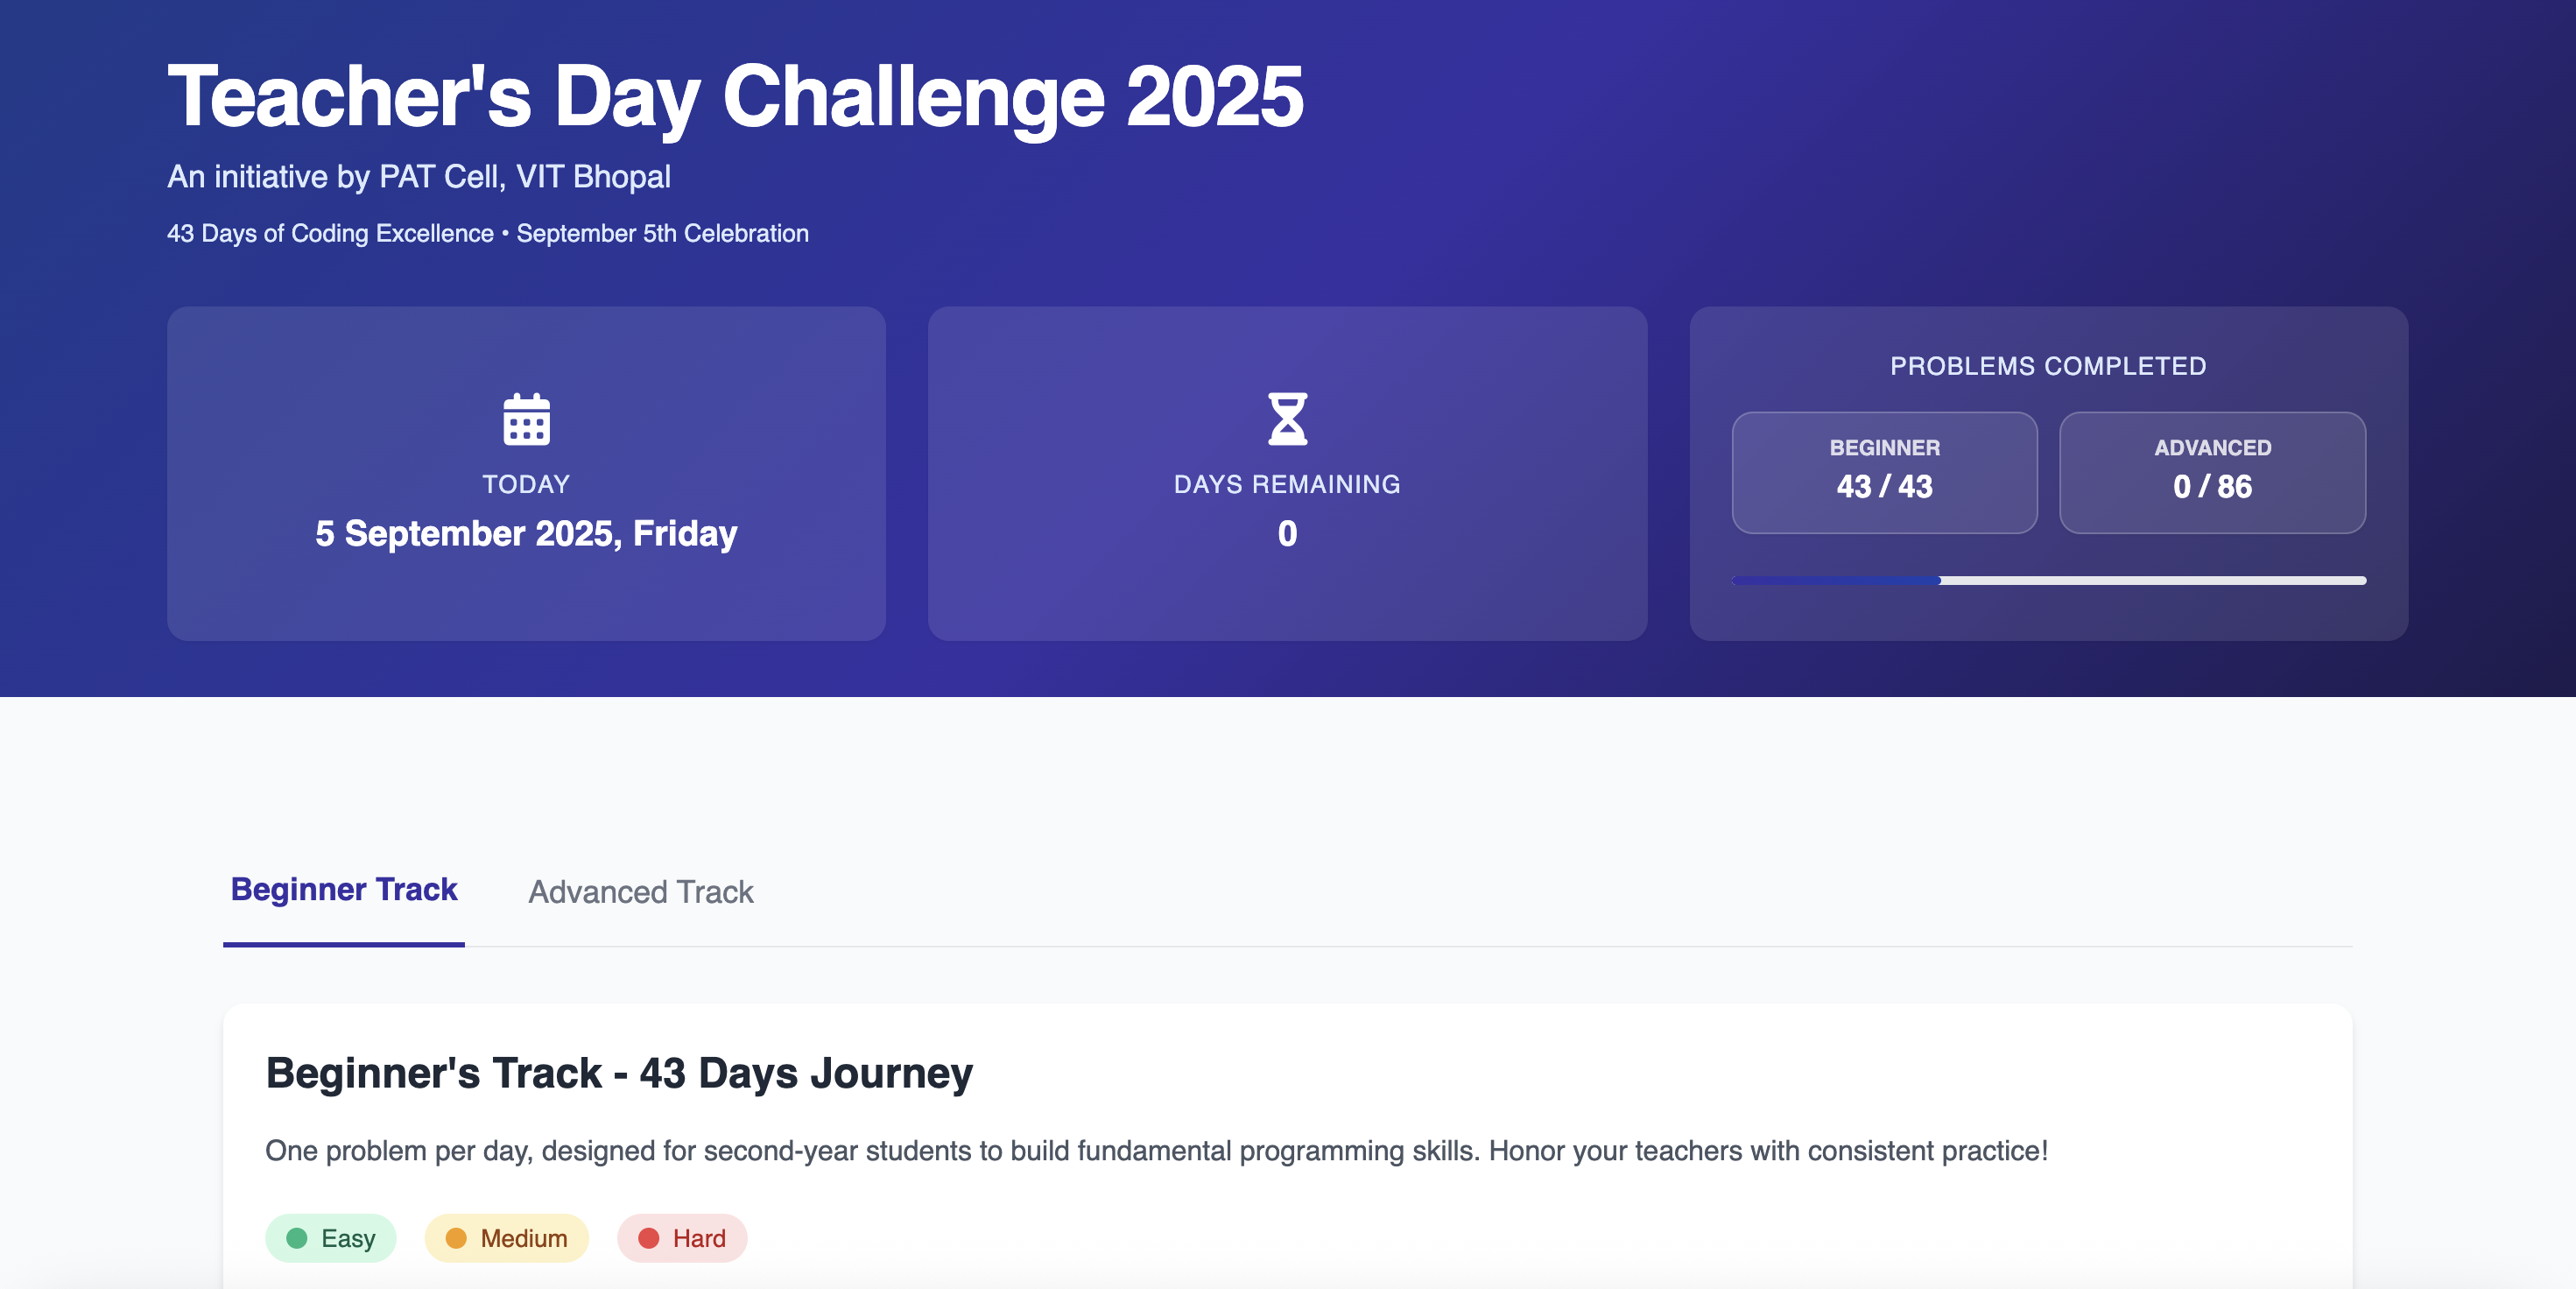 Teacher's Day Challenge 2025
An initiative by PAT Cell, VIT Bhopal
43 Days of Coding Excellence • September 5th Celebration
TODAY
5 September 2025, Friday
DAYS REMAINING
0
PROBLEMS COMPLETED
BEGINNER
43 / 43
ADVANCED
0 / 86
Beginner Track
Advanced Track
Beginner's Track - 43 Days Journey
One problem per day, designed for second-year students to build fundamental programming skills. Honor your teachers with consistent practice!
Easy
Medium
Hard